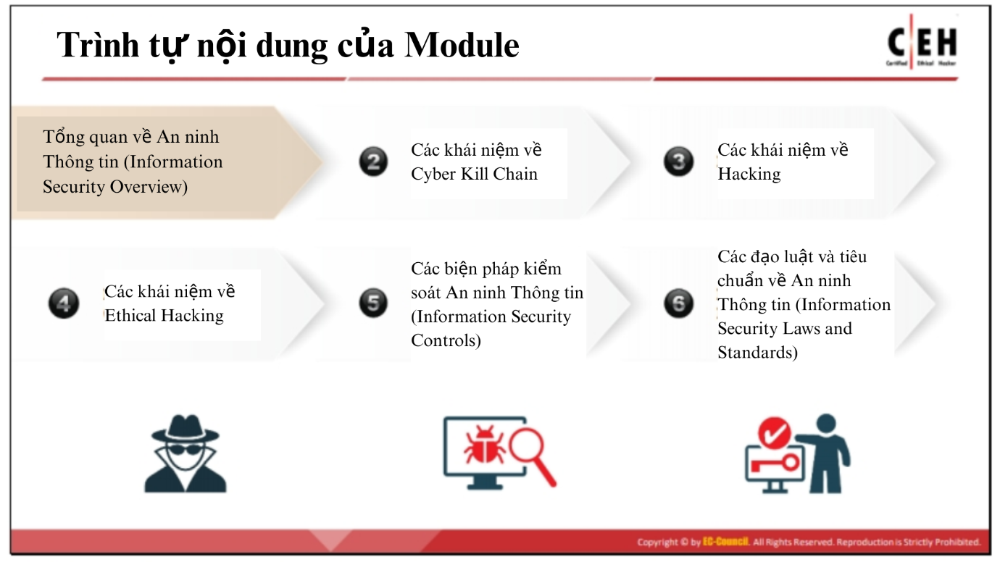 Trình tự nội dung của Module
C|EH
Certified Ethical Hacker
Tổng quan về An ninh
Thông tin (Information
Security Overview)
2
Các khái niệm về
Cyber Kill Chain
3
Các khái niệm về
Hacking
4
Các khái niệm về
Ethical Hacking
5
Các biện pháp kiểm
soát An ninh Thông tin
(Information Security
Controls)
6
Các đạo luật và tiêu
chuẩn về An ninh
Thông tin (Information
Security Laws and
Standards)
Copyright © by EC-Council. All Rights Reserved. Reproduction is Strictly Prohibited.